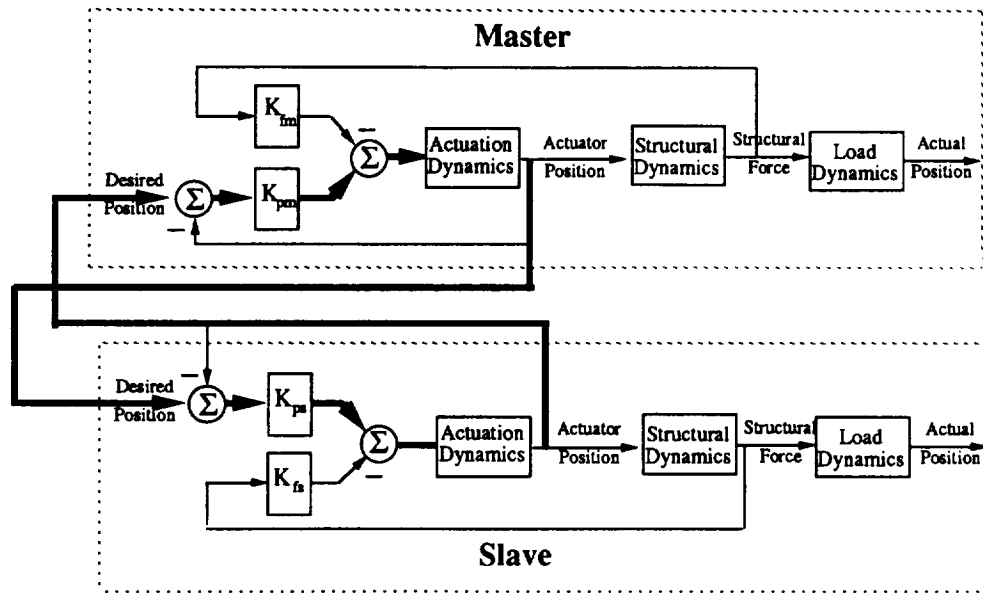 Master
K fm
−
Σ
Actuation Dynamics
Actuator Position
Structural Dynamics
Structural Force
Load Dynamics
Actual Position
Desired Position
Σ
K pm
−
−
Desired Position
Σ
K ps
Σ
−
Actuation Dynamics
Actuator Position
Structural Dynamics
Structural Force
Load Dynamics
Actual Position
K fs
Slave